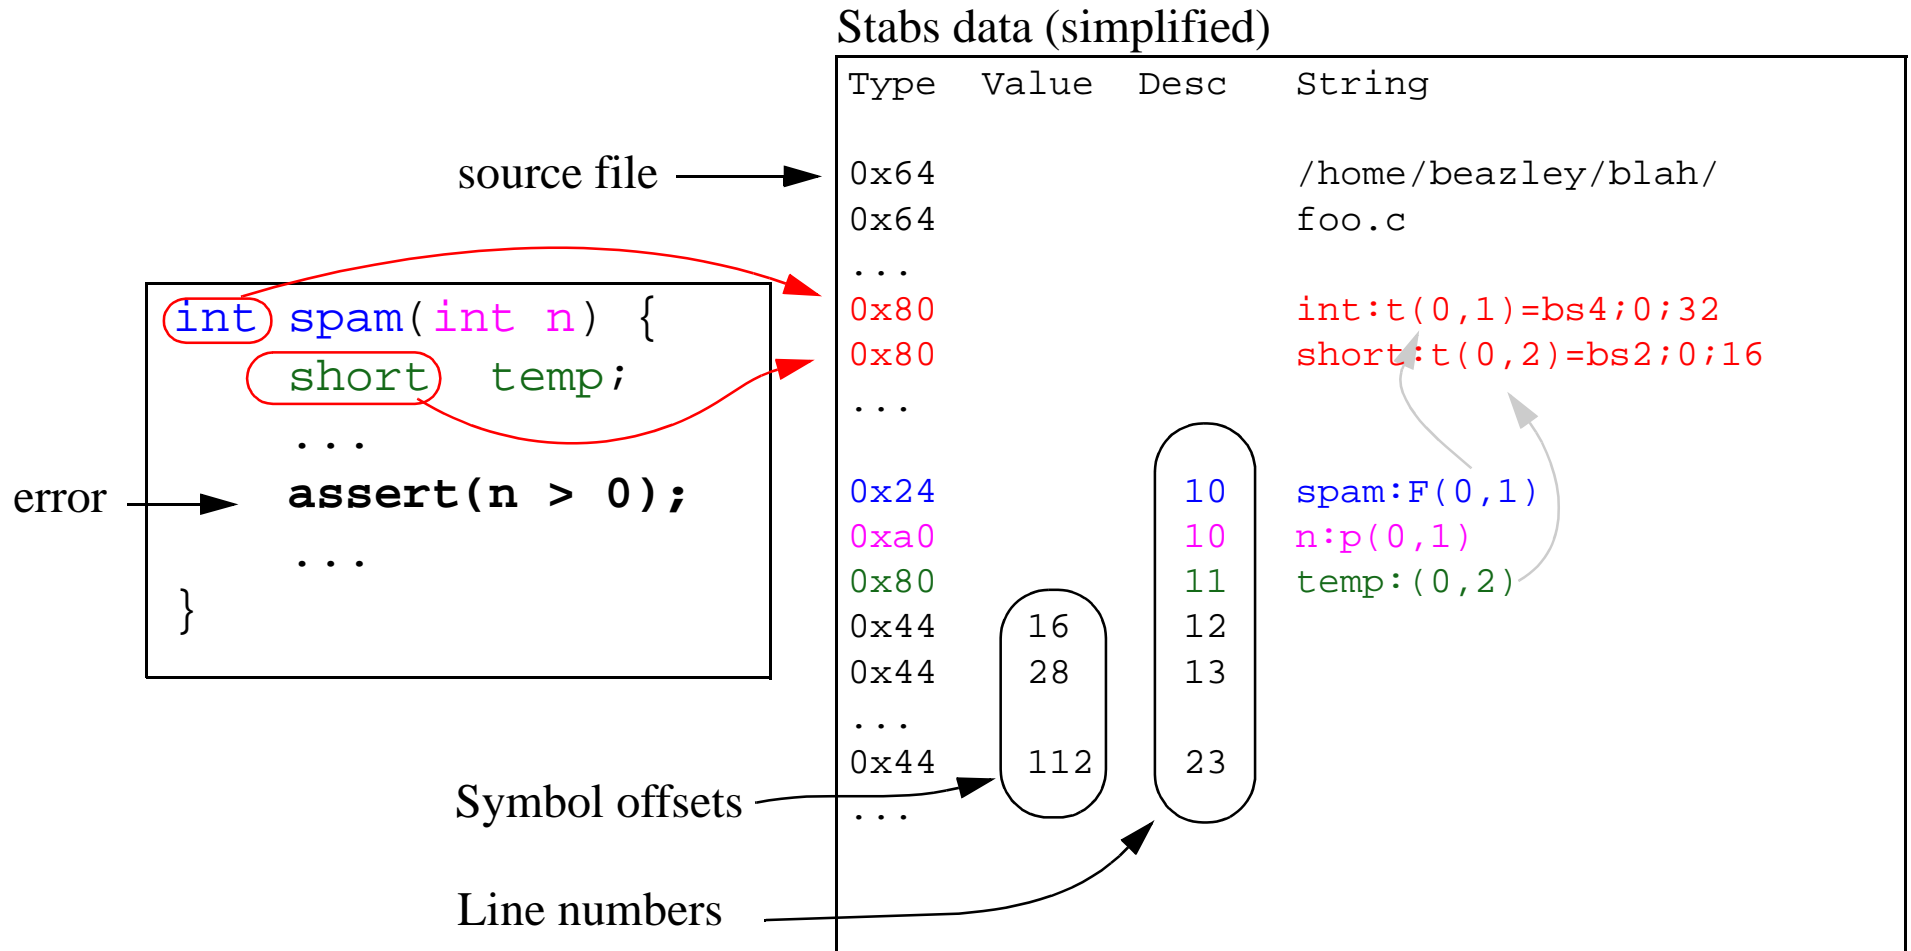 Stabs data (simplified)
Type Value Desc String
source file
0x64 /home/beazley/blah/
0x64 foo.c
...
0x80 int:t(0,1)=bs4;0;32
0x80 short:t(0,2)=bs2;0;16
...
0x24 10 spam:F(0,1)
0xa0 10 n:p(0,1)
0x80 11 temp:(0,2)
0x44 16 12
0x44 28 13
...
0x44 112 23
...
int spam(int n) {
short temp;
...
error
assert(n > 0);
...
}
Symbol offsets
Line numbers